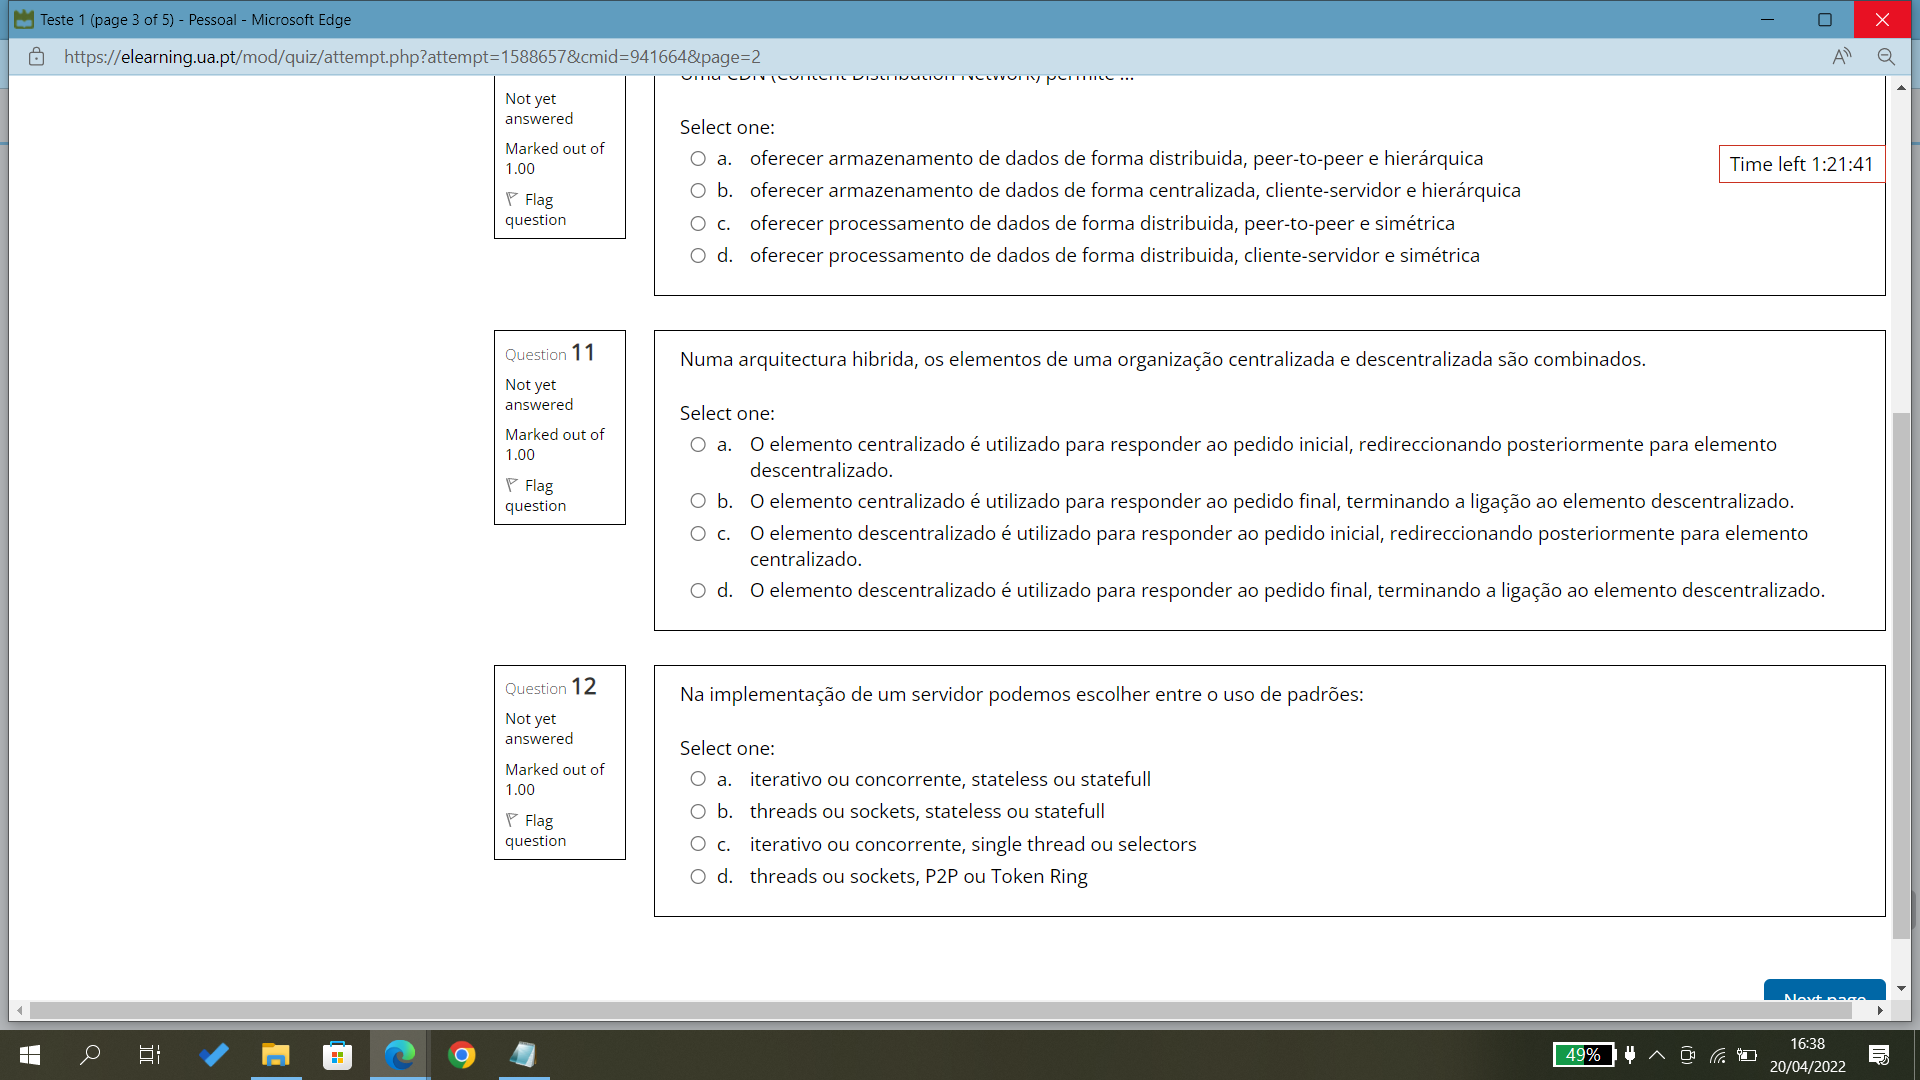 Teste 1 (page 3 of 5) - Pessoal - Microsoft Edge
https://elearning.ua.pt/mod/quiz/attempt.php?attempt=1588657&cmid=941664&page=2
Uma CDN (Content Distribution Network) permite ...
Not yet
answered
Marked out of
1.00
Flag
question
Select one:
a. oferecer armazenamento de dados de forma distribuida, peer-to-peer e hierárquica
b. oferecer armazenamento de dados de forma centralizada, cliente-servidor e hierárquica
c. oferecer processamento de dados de forma distribuida, peer-to-peer e simétrica
d. oferecer processamento de dados de forma distribuida, cliente-servidor e simétrica
Time left 1:21:41
Question 11
Not yet
answered
Marked out of
1.00
Flag
question
Numa arquitectura hibrida, os elementos de uma organização centralizada e descentralizada são combinados.
Select one:
a. O elemento centralizado é utilizado para responder ao pedido inicial, redireccionando posteriormente para elemento
descentralizado.
b. O elemento centralizado é utilizado para responder ao pedido final, terminando a ligação ao elemento descentralizado.
c. O elemento descentralizado é utilizado para responder ao pedido inicial, redireccionando posteriormente para elemento
centralizado.
d. O elemento descentralizado é utilizado para responder ao pedido final, terminando a ligação ao elemento descentralizado.
Question 12
Not yet
answered
Marked out of
1.00
Flag
question
Na implementação de um servidor podemos escolher entre o uso de padrões:
Select one:
a. iterativo ou concorrente, stateless ou statefull
b. threads ou sockets, stateless ou statefull
c. iterativo ou concorrente, single thread ou selectors
d. threads ou sockets, P2P ou Token Ring
Next page
49%
16:38
20/04/2022